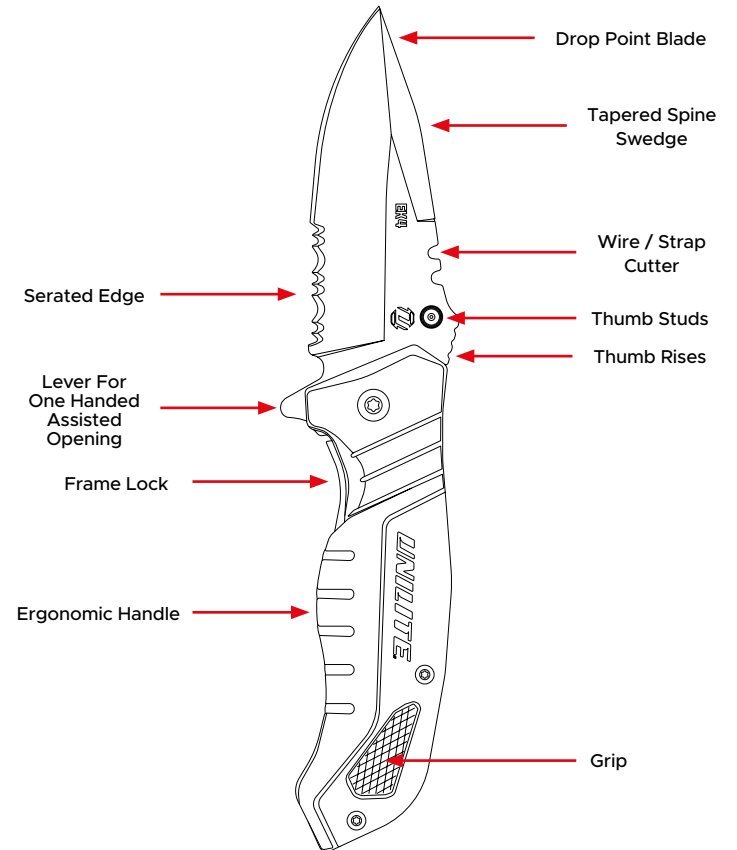 Drop Point Blade
Tapered Spine
Swedge
EK4
Wire / Strap
Cutter
Serated Edge
Thumb Studs
Thumb Rises
Lever For
One Handed
Assisted
Opening
Frame Lock
UNILITE
Ergonomic Handle
Grip